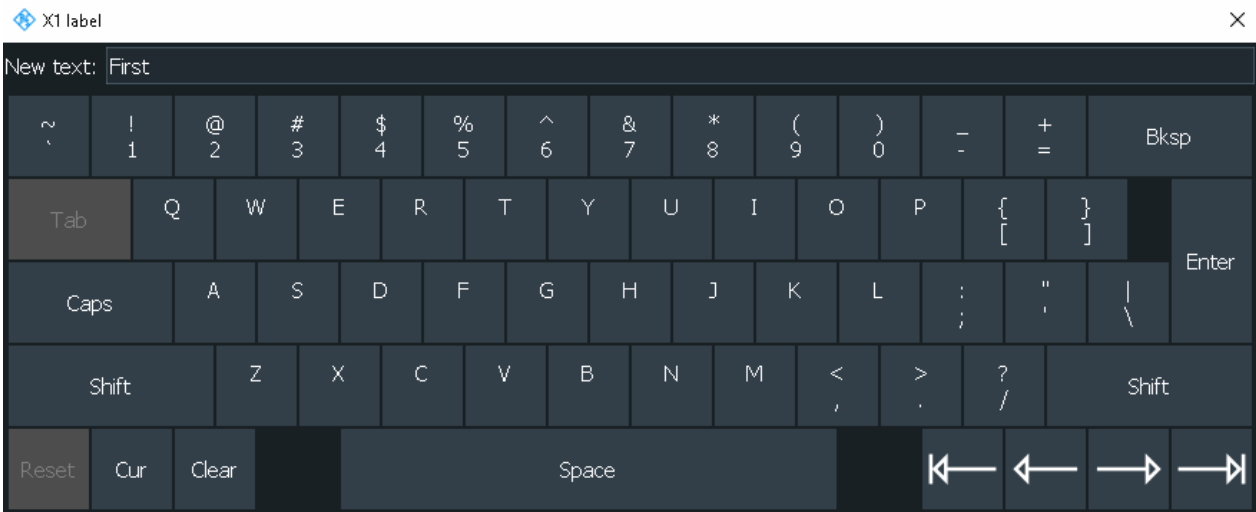 X1 label
New text: First
~ ! @ # $ % ^ & * ( ) _ + Bksp
` 1 2 3 4 5 6 7 8 9 0 - =
Tab Q W E R T Y U I O P { } Enter
[ ]
Caps A S D F G H J K L : " |
; ' \
Shift Z X C V B N M < > ? Shift
, . /
Reset Cur Clear Space